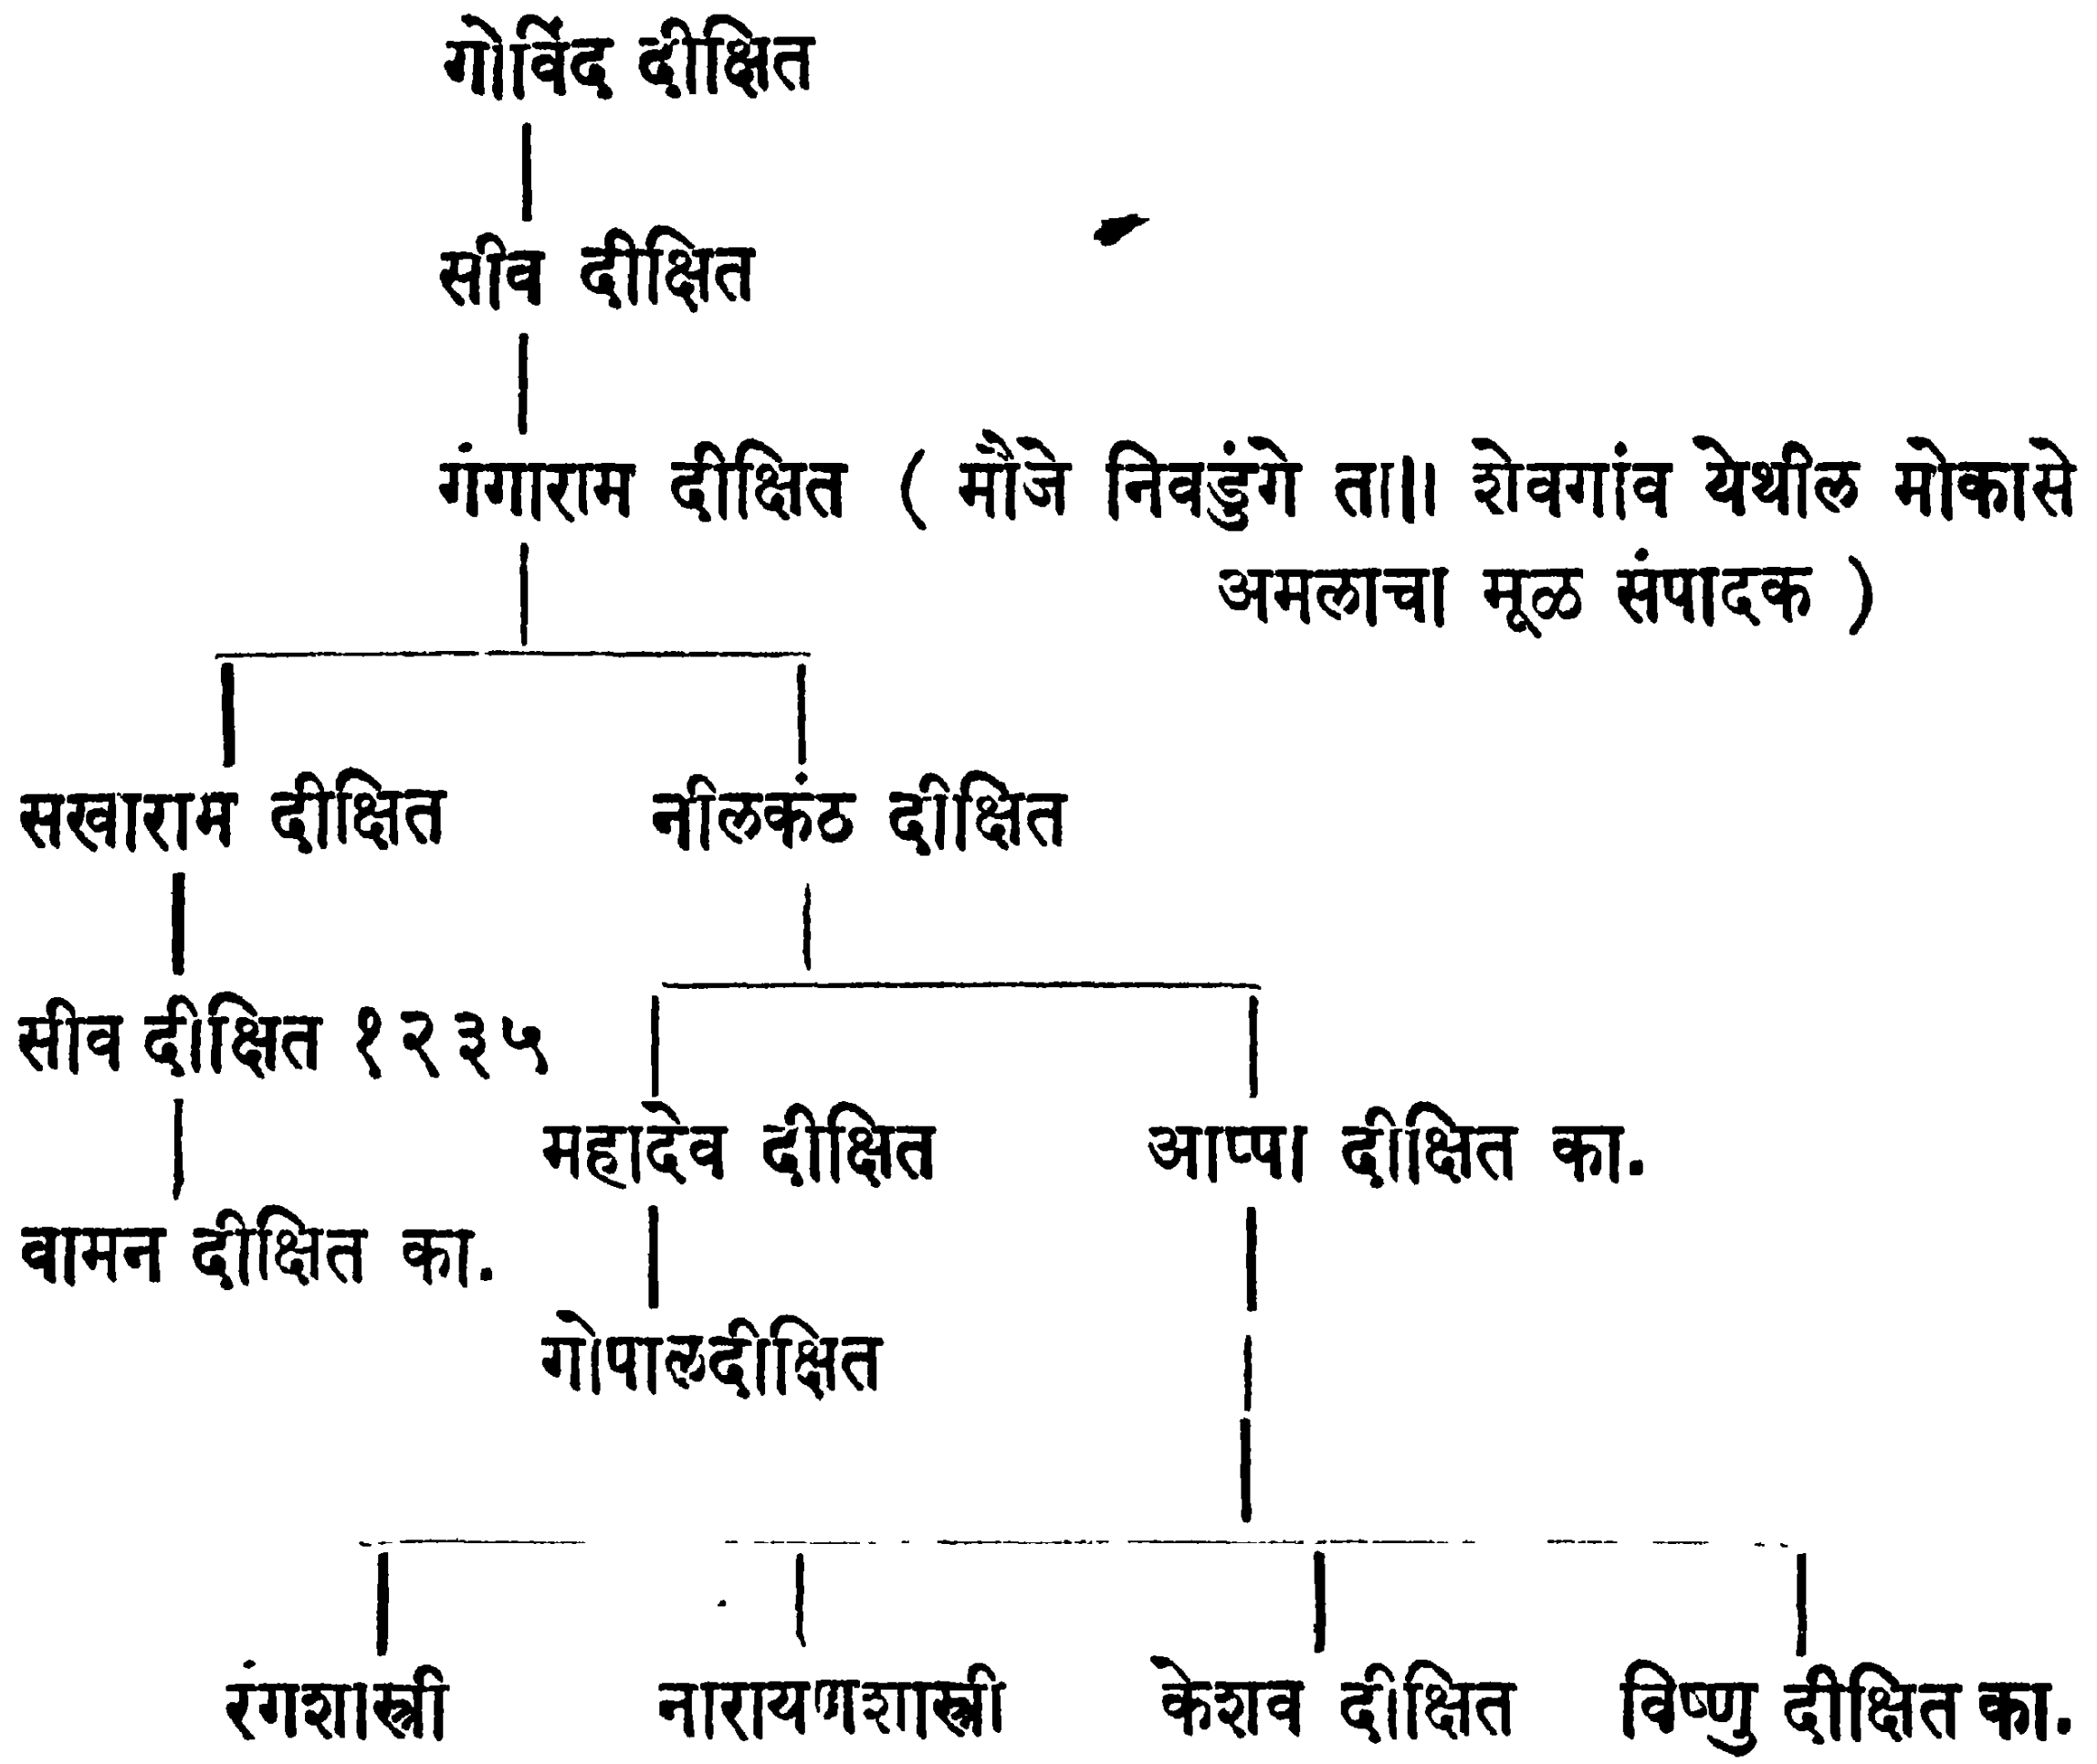 गोविंद दीक्षित
सीव दीक्षित
गंगाराम दीक्षित ( मौजे निवडुंगे ता॥ शेवगांव येथील मोकासे
अमलाचा मूळ संपादक )
सखाराम दीक्षित नीलकंठ दीक्षित
सीव दीक्षित १२३५
महादेव दीक्षित आप्पा दीक्षित का.
वामन दीक्षित का.
गोपाळदीक्षित
रंगशास्त्री नारायणशास्त्री केशव दीक्षित विष्णु दीक्षित का.